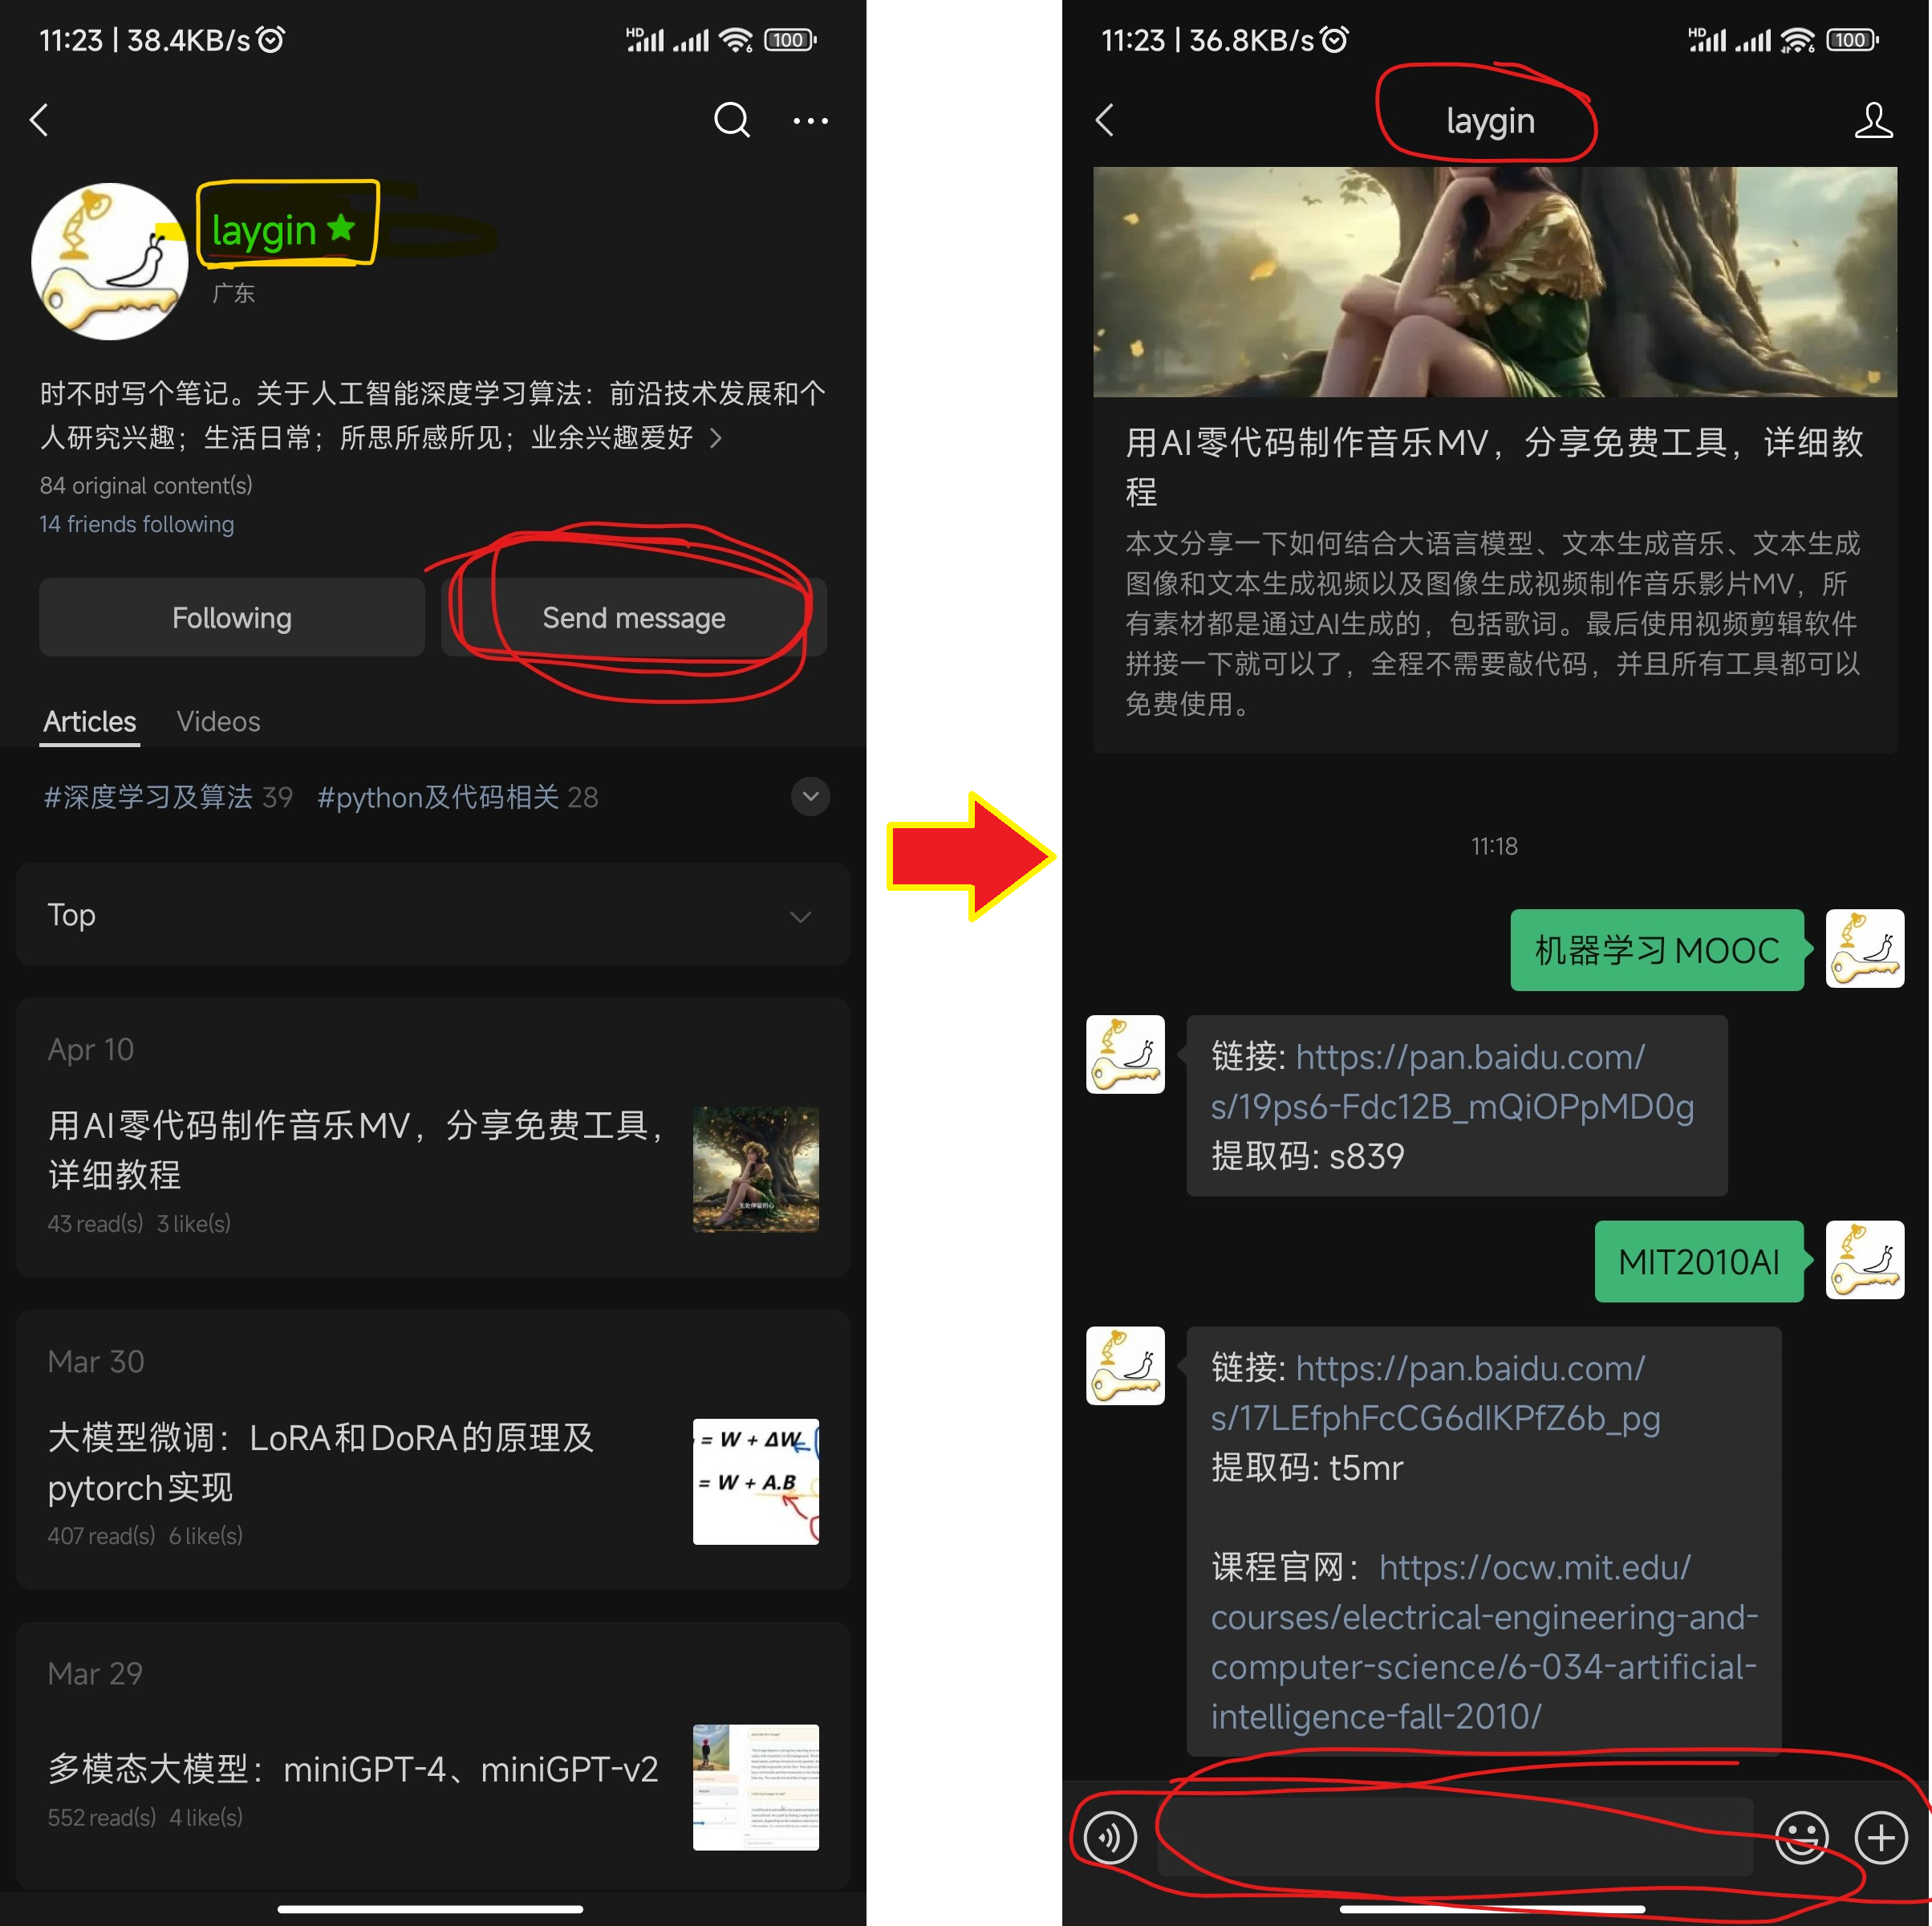 11:23 | 38.4KB/s
HD
6
100
laygin
广东
时不时写个笔记。关于人工智能深度学习算法：前沿技术发展和个
人研究兴趣；生活日常；所思所感所见；业余兴趣爱好
84 original content(s)
14 friends following
Following
Send message
Articles
Videos
#深度学习及算法 39 #python及代码相关 28
Top
Apr 10
用AI零代码制作音乐MV，分享免费工具，
详细教程
43 read(s) 3 like(s)
无处停留的心
Mar 30
大模型微调：LoRA和DoRA的原理及
pytorch实现
407 read(s) 6 like(s)
= W + ΔW
= W + A.B
Mar 29
多模态大模型：miniGPT-4、miniGPT-v2
552 read(s) 4 like(s)
11:23 | 36.8KB/s
HD
6
100
laygin
用AI零代码制作音乐MV，分享免费工具，详细教
程
本文分享一下如何结合大语言模型、文本生成音乐、文本生成
图像和文本生成视频以及图像生成视频制作音乐影片MV，所
有素材都是通过AI生成的，包括歌词。最后使用视频剪辑软件
拼接一下就可以了，全程不需要敲代码，并且所有工具都可以
免费使用。
11:18
机器学习MOOC
链接: https://pan.baidu.com/
s/19ps6-Fdc12B_mQiOPpMD0g
提取码: s839
MIT2010AI
链接: https://pan.baidu.com/
s/17LEfphFcCG6dIKPfZ6b_pg
提取码: t5mr
课程官网：https://ocw.mit.edu/
courses/electrical-engineering-and-
computer-science/6-034-artificial-
intelligence-fall-2010/